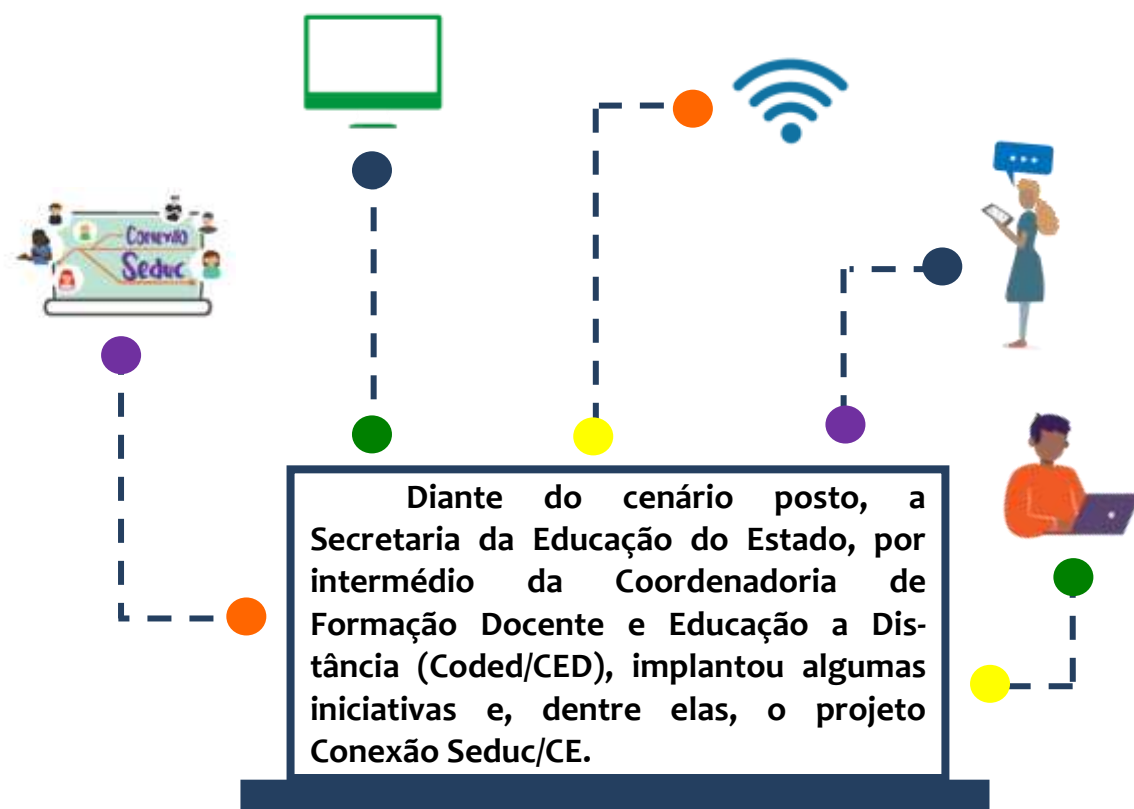 Conexão
Seduc
Diante do cenário posto, a
Secretaria da Educação do Estado, por
intermédio da Coordenadoria de
Formação Docente e Educação a Dis-
tância (Coded/CED), implantou algumas
iniciativas e, dentre elas, o projeto
Conexão Seduc/CE.